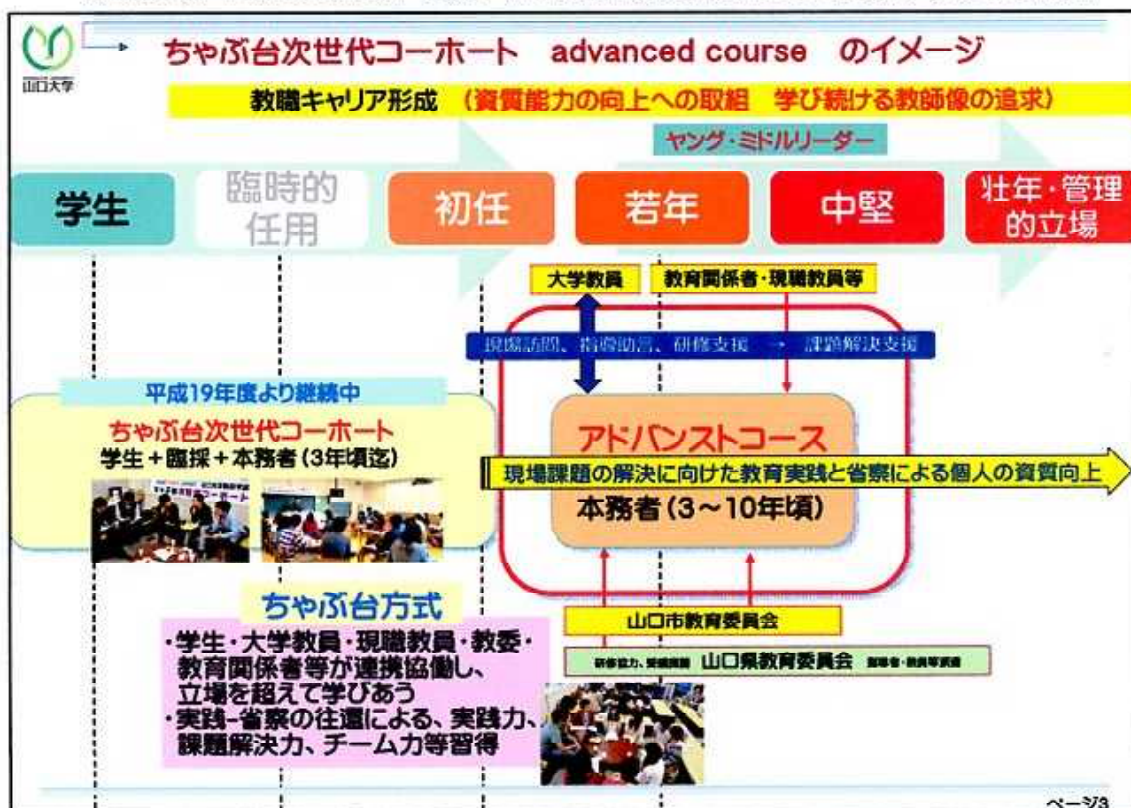 山口大学
ちゃぶ台次世代コーホート　advanced course　のイメージ
教職キャリア形成　（資質能力の向上への取組　学び続ける教師像の追求）
ヤング・ミドルリーダー
学生
臨時的
任用
初任
若年
中堅
壮年・管理
的立場
大学教員
教育関係者・現職教員等
現場訪問、指導助言、研修支援　→　課題解決支援
平成19年度より継続中
ちゃぶ台次世代コーホート
学生＋臨採＋本務者(3年頃迄)
アドバンストコース
現場課題の解決に向けた教育実践と省察による個人の資質向上
本務者(3～10年頃)
ちゃぶ台方式
・学生・大学教員・現職教員・教委・
教育関係者等が連携協働し、
立場を超えて学びあう
・実践-省察の往還による、実践力、
課題解決力、チーム力等習得
山口市教育委員会
山口県教育委員会
ページ3